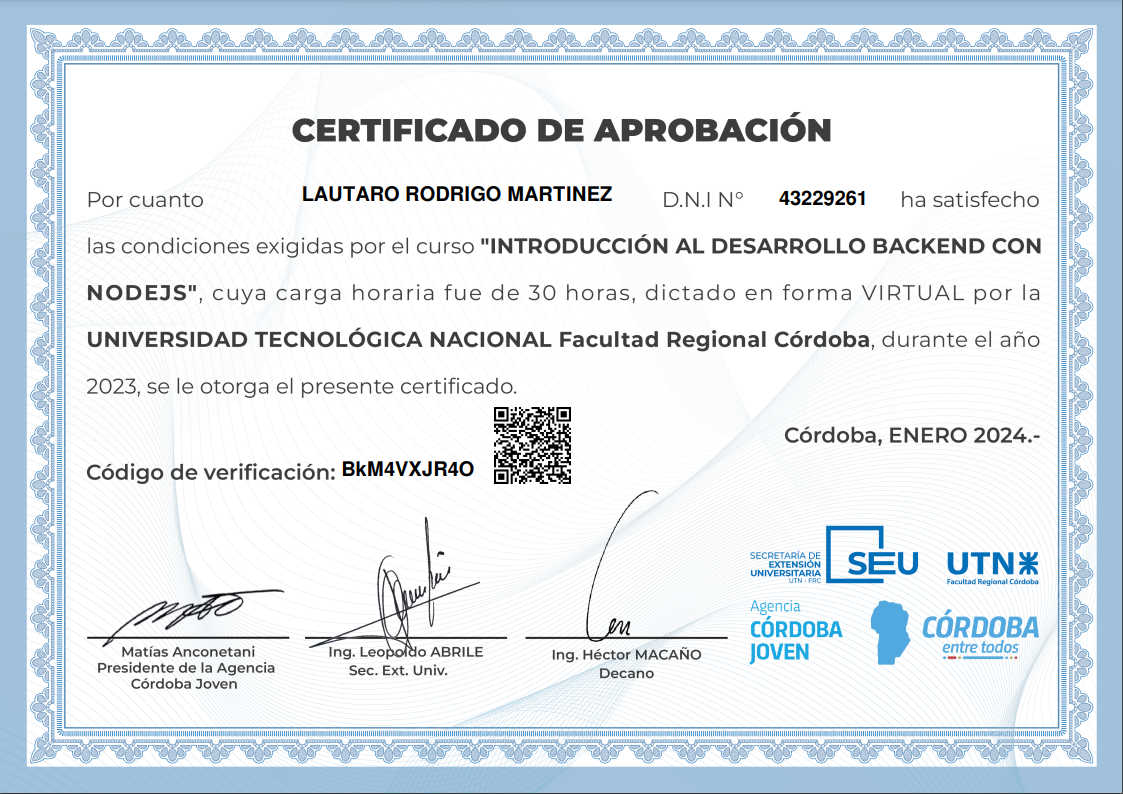 CERTIFICADO DE APROBACIÓN
Por cuanto LAUTARO RODRIGO MARTINEZ D.N.I N° 43229261 ha satisfecho
las condiciones exigidas por el curso "INTRODUCCIÓN AL DESARROLLO BACKEND CON
NODEJS", cuya carga horaria fue de 30 horas, dictado en forma VIRTUAL por la
UNIVERSIDAD TECNOLÓGICA NACIONAL Facultad Regional Córdoba, durante el año
2023, se le otorga el presente certificado.
Córdoba, ENERO 2024.-
Código de verificación: BkM4VXJR4O
Matías Anconetani
Presidente de la Agencia
Córdoba Joven
Ing. Leopoldo ABRILE
Sec. Ext. Univ.
Ing. Héctor MACAÑO
Decano
SECRETARÍA DE
EXTENSIÓN
UNIVERSITARIA
UTN - FRC
SEU
UTN
Facultad Regional Córdoba
Agencia
CÓRDOBA
JOVEN
CÓRDOBA
entre todos